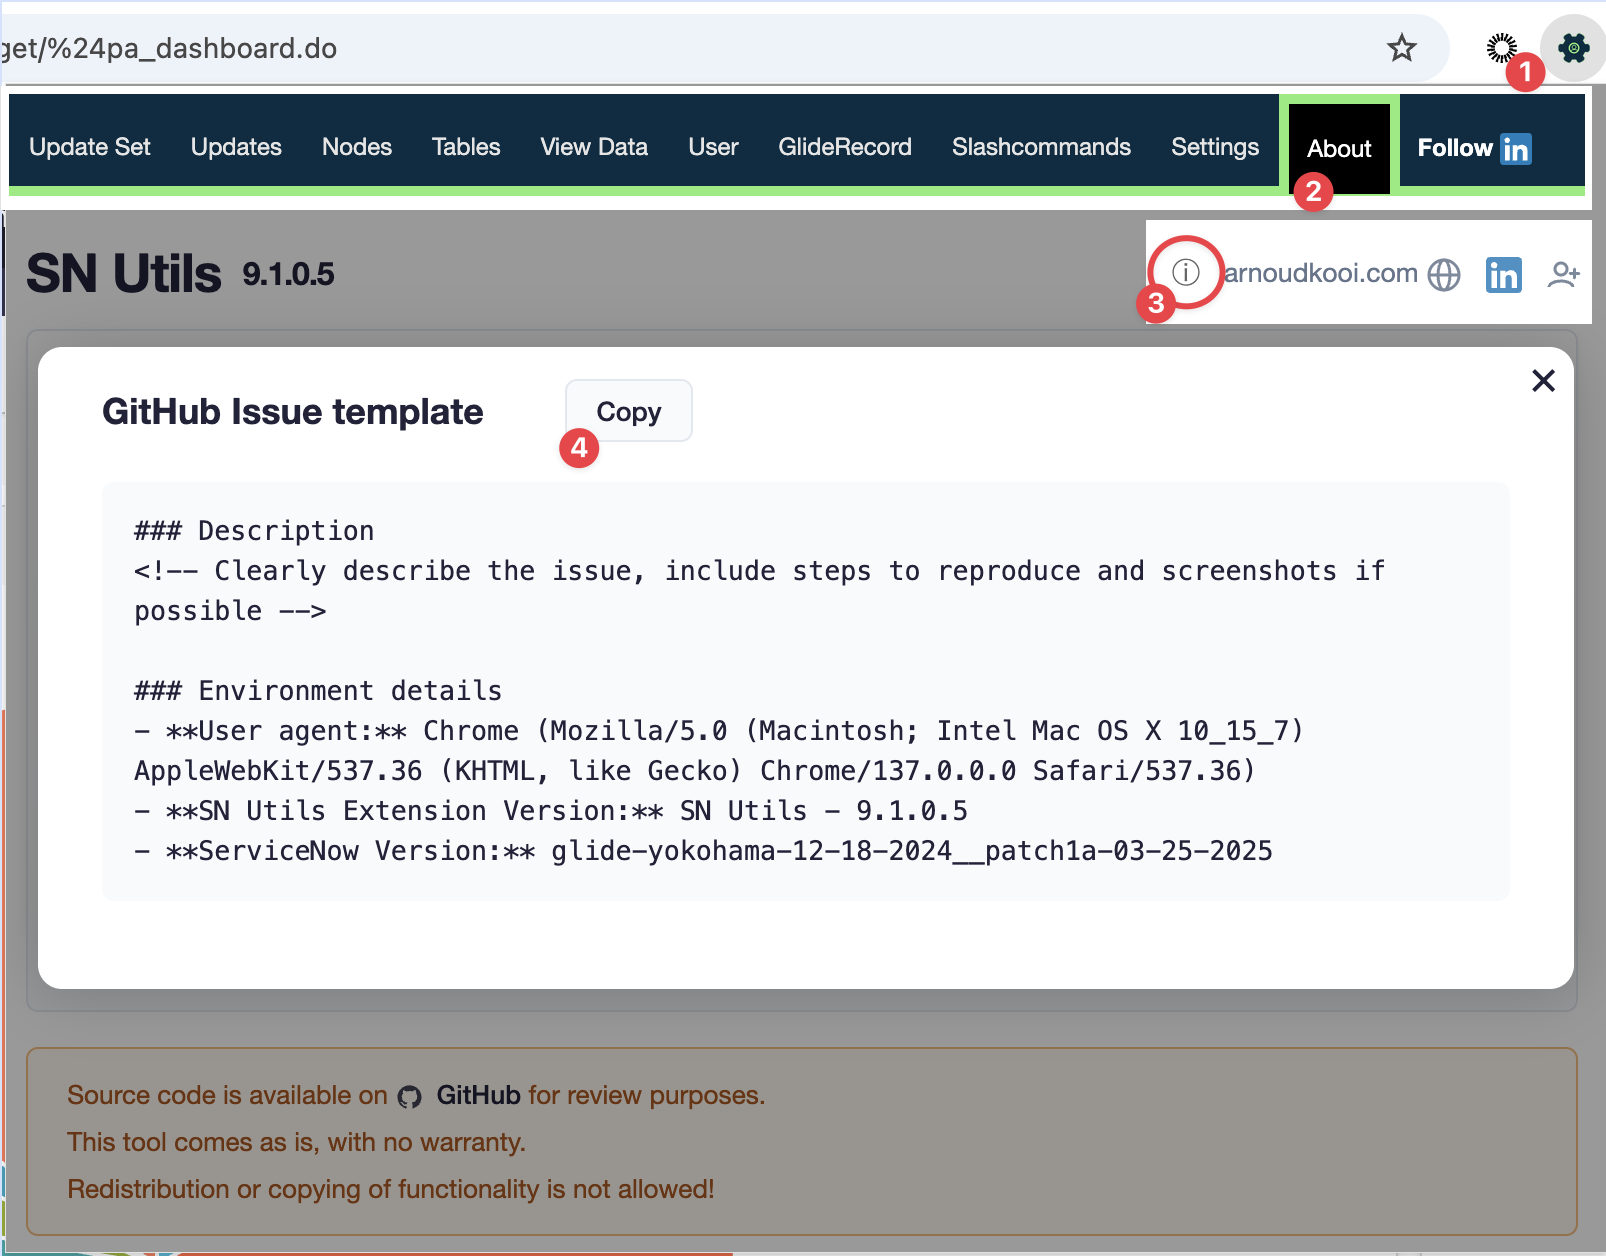 get/%24pa_dashboard.do
1
Update Set Updates Nodes Tables View Data User GlideRecord Slashcommands Settings About Follow in
2
SN Utils 9.1.0.5
arnoudkooi.com in
3
GitHub Issue template
Copy
4
### Description
<!-- Clearly describe the issue, include steps to reproduce and screenshots if
possible -->
### Environment details
- **User agent:** Chrome (Mozilla/5.0 (Macintosh; Intel Mac OS X 10_15_7)
AppleWebKit/537.36 (KHTML, like Gecko) Chrome/137.0.0.0 Safari/537.36)
- **SN Utils Extension Version:** SN Utils - 9.1.0.5
- **ServiceNow Version:** glide-yokohama-12-18-2024__patch1a-03-25-2025
Source code is available on GitHub for review purposes.
This tool comes as is, with no warranty.
Redistribution or copying of functionality is not allowed!